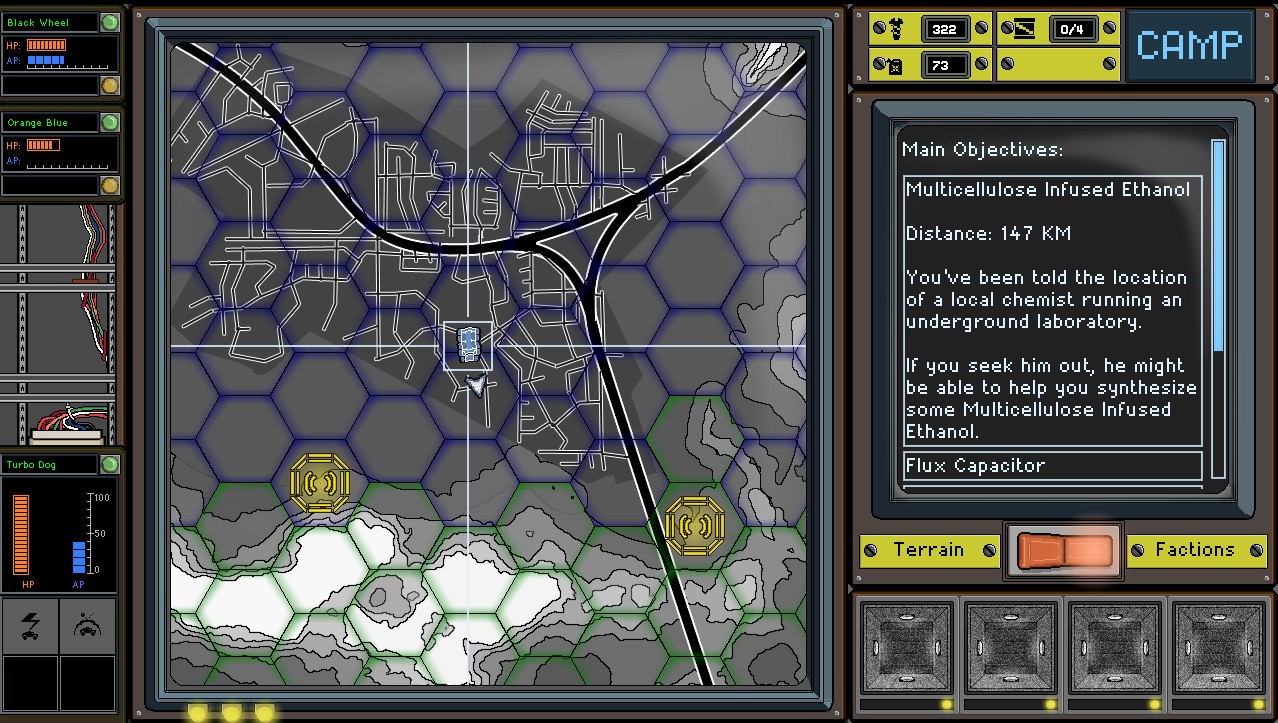 Black Wheel
HP:
AP:
Orange Blue
HP:
AP:
Turbo Dog
100
50
0
HP
AP
322
0/4
73
CAMP
Main Objectives:
Multicellulose Infused Ethanol
Distance: 147 KM
You've been told the location
of a local chemist running an
underground laboratory.
If you seek him out, he might
be able to help you synthesize
some Multicellulose Infused
Ethanol.
Flux Capacitor
Terrain
Factions